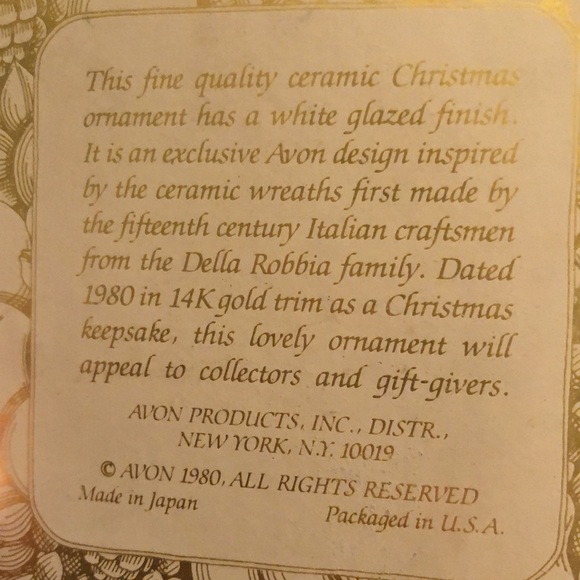 This fine quality ceramic Christmas
ornament has a white glazed finish.
It is an exclusive Avon design inspired
by the ceramic wreaths first made by
the fifteenth century Italian craftsmen
from the Della Robbia family. Dated
1980 in 14K gold trim as a Christmas
keepsake, this lovely ornament will
appeal to collectors and gift-givers.
AVON PRODUCTS, INC., DISTR.,
NEW YORK, N.Y. 10019
© AVON 1980, ALL RIGHTS RESERVED
Made in Japan
Packaged in U.S.A.